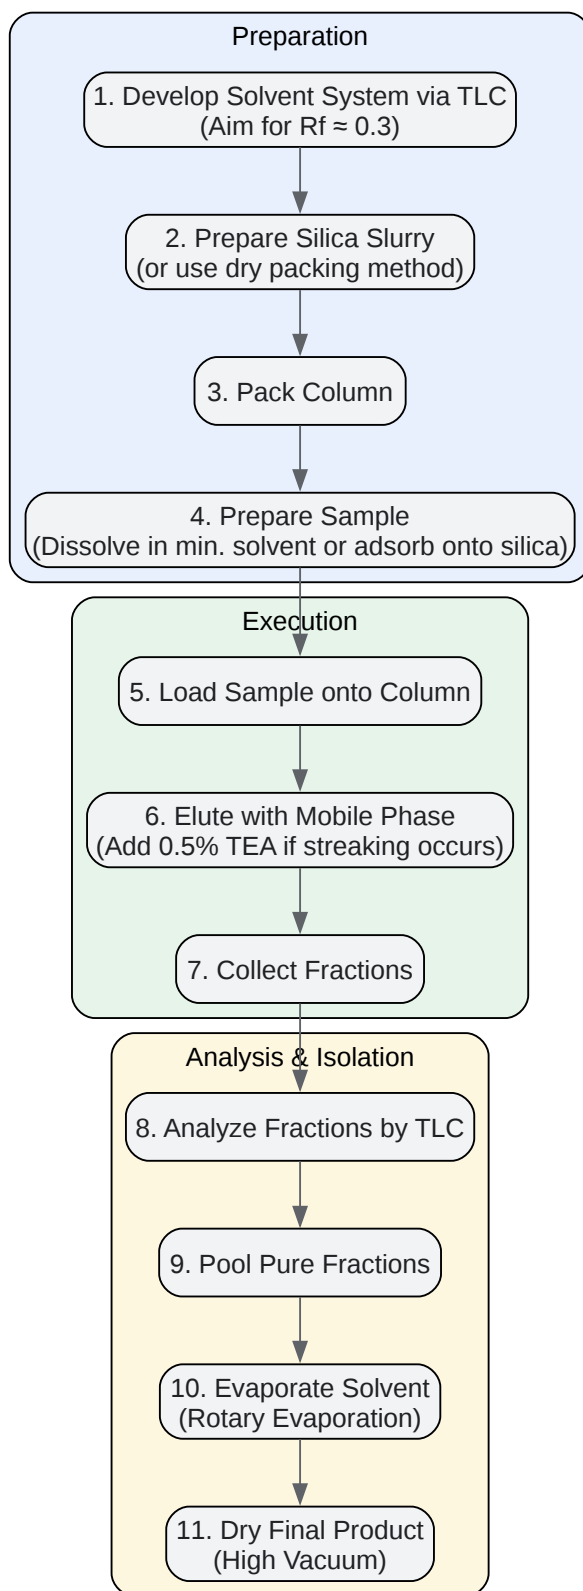 Preparation
1. Develop Solvent System via TLC
(Aim for Rf ≈ 0.3)
2. Prepare Silica Slurry
(or use dry packing method)
3. Pack Column
4. Prepare Sample
(Dissolve in min. solvent or adsorb onto silica)
Execution
5. Load Sample onto Column
6. Elute with Mobile Phase
(Add 0.5% TEA if streaking occurs)
7. Collect Fractions
Analysis & Isolation
8. Analyze Fractions by TLC
9. Pool Pure Fractions
10. Evaporate Solvent
(Rotary Evaporation)
11. Dry Final Product
(High Vacuum)